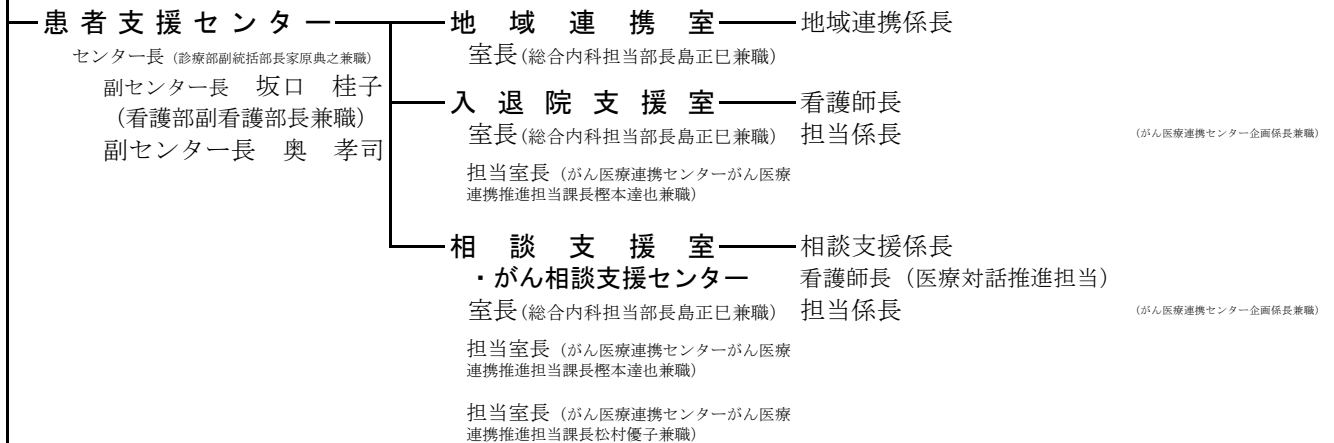 患者支援センター
センター長（診療部副統括部長家原典之兼職）
副センター長　坂口　桂子
（看護部副看護部長兼職）
副センター長　奥　孝司
地域連携室
地域連携係長
室長（総合内科担当部長島正巳兼職）
入退院支援室
看護師長
室長（総合内科担当部長島正巳兼職）
担当係長
（がん医療連携センター企画係長兼職）
担当室長（がん医療連携センターがん医療
連携推進担当課長樫本達也兼職）
相談支援室
相談支援係長
・がん相談支援センター
看護師長（医療対話推進担当）
室長（総合内科担当部長島正巳兼職）
担当係長
（がん医療連携センター企画係長兼職）
担当室長（がん医療連携センターがん医療
連携推進担当課長樫本達也兼職）
担当室長（がん医療連携センターがん医療
連携推進担当課長松村優子兼職）